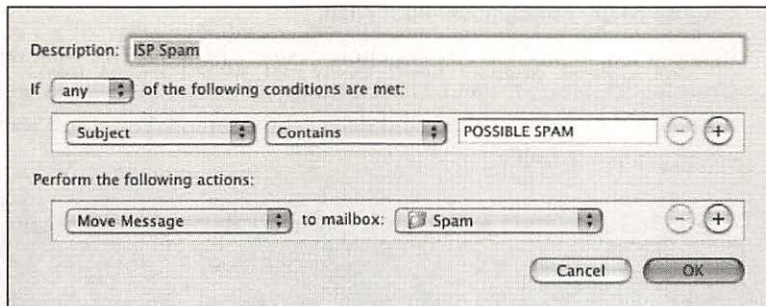 Description: ISP Spam
If any of the following conditions are met:
Subject Contains POSSIBLE SPAM
Perform the following actions:
Move Message to mailbox: Spam
Cancel OK